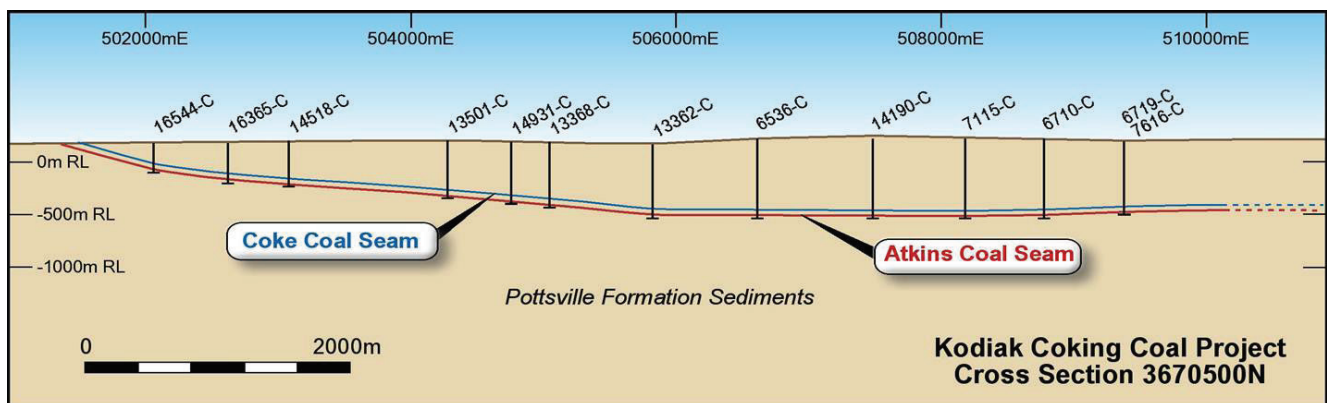 502000mE
504000mE
506000mE
508000mE
510000mE
16544-C
16365-C
14518-C
13501-C
14931-C
13368-C
13362-C
6536-C
14190-C
7115-C
6710-C
6719-C
7616-C
0m RL
-500m RL
-1000m RL
Coke Coal Seam
Atkins Coal Seam
Pottsville Formation Sediments
0
2000m
Kodiak Coking Coal Project
Cross Section 3670500N